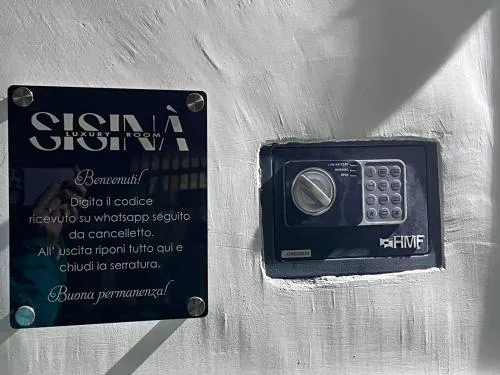 SISINÀ
LUXURY ROOM
Benvenuti!
Digita il codice
ricevuto su whatsapp seguito
da cancelletto.
All' uscita riponi tutto qui e
chiudi la serratura.
Buona permanenza!
HMF